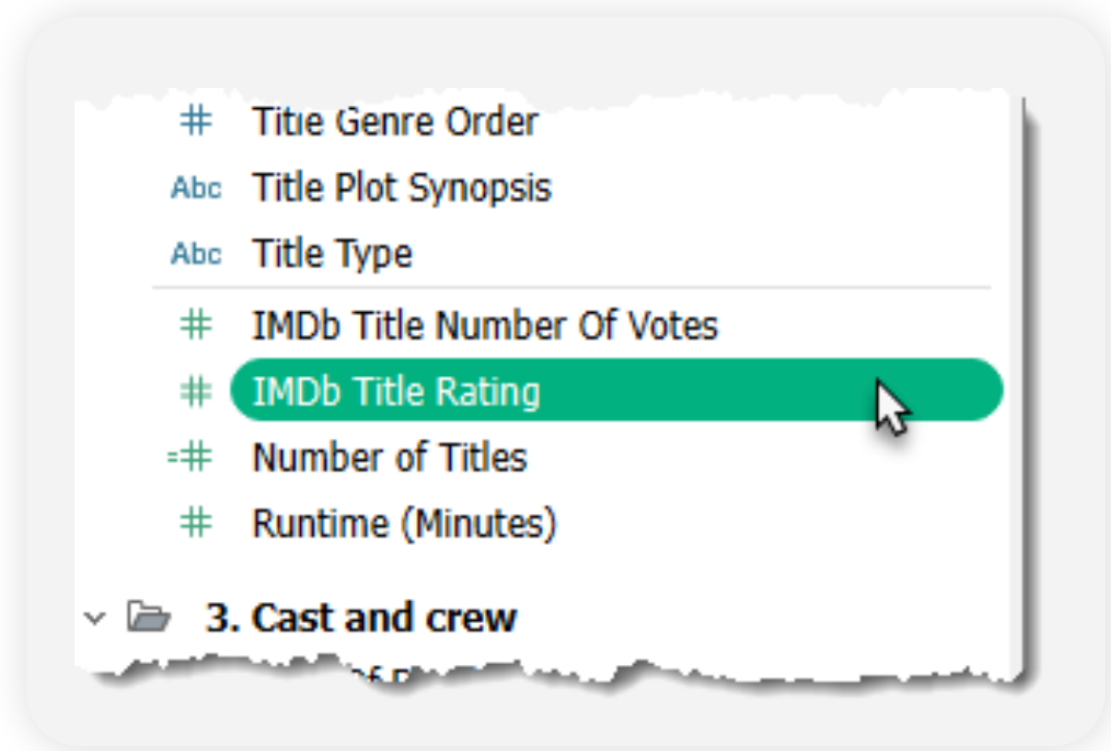 # Title Genre Order
Abc Title Plot Synopsis
Abc Title Type
# IMDb Title Number Of Votes
# IMDb Title Rating
=# Number of Titles
# Runtime (Minutes)
3. Cast and crew